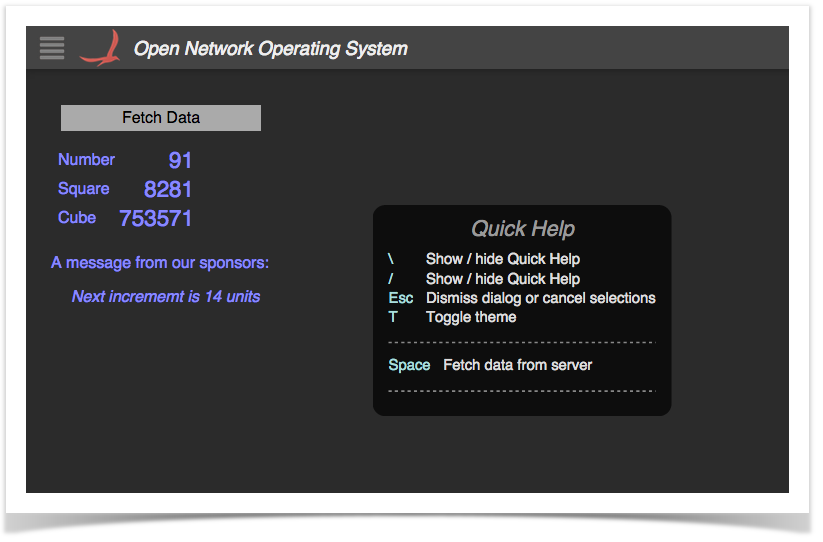 Open Network Operating System
Fetch Data
Number 91
Square 8281
Cube 753571
A message from our sponsors:
Next incrememt is 14 units
Quick Help
\ Show / hide Quick Help
/ Show / hide Quick Help
Esc Dismiss dialog or cancel selections
T Toggle theme
Space Fetch data from server